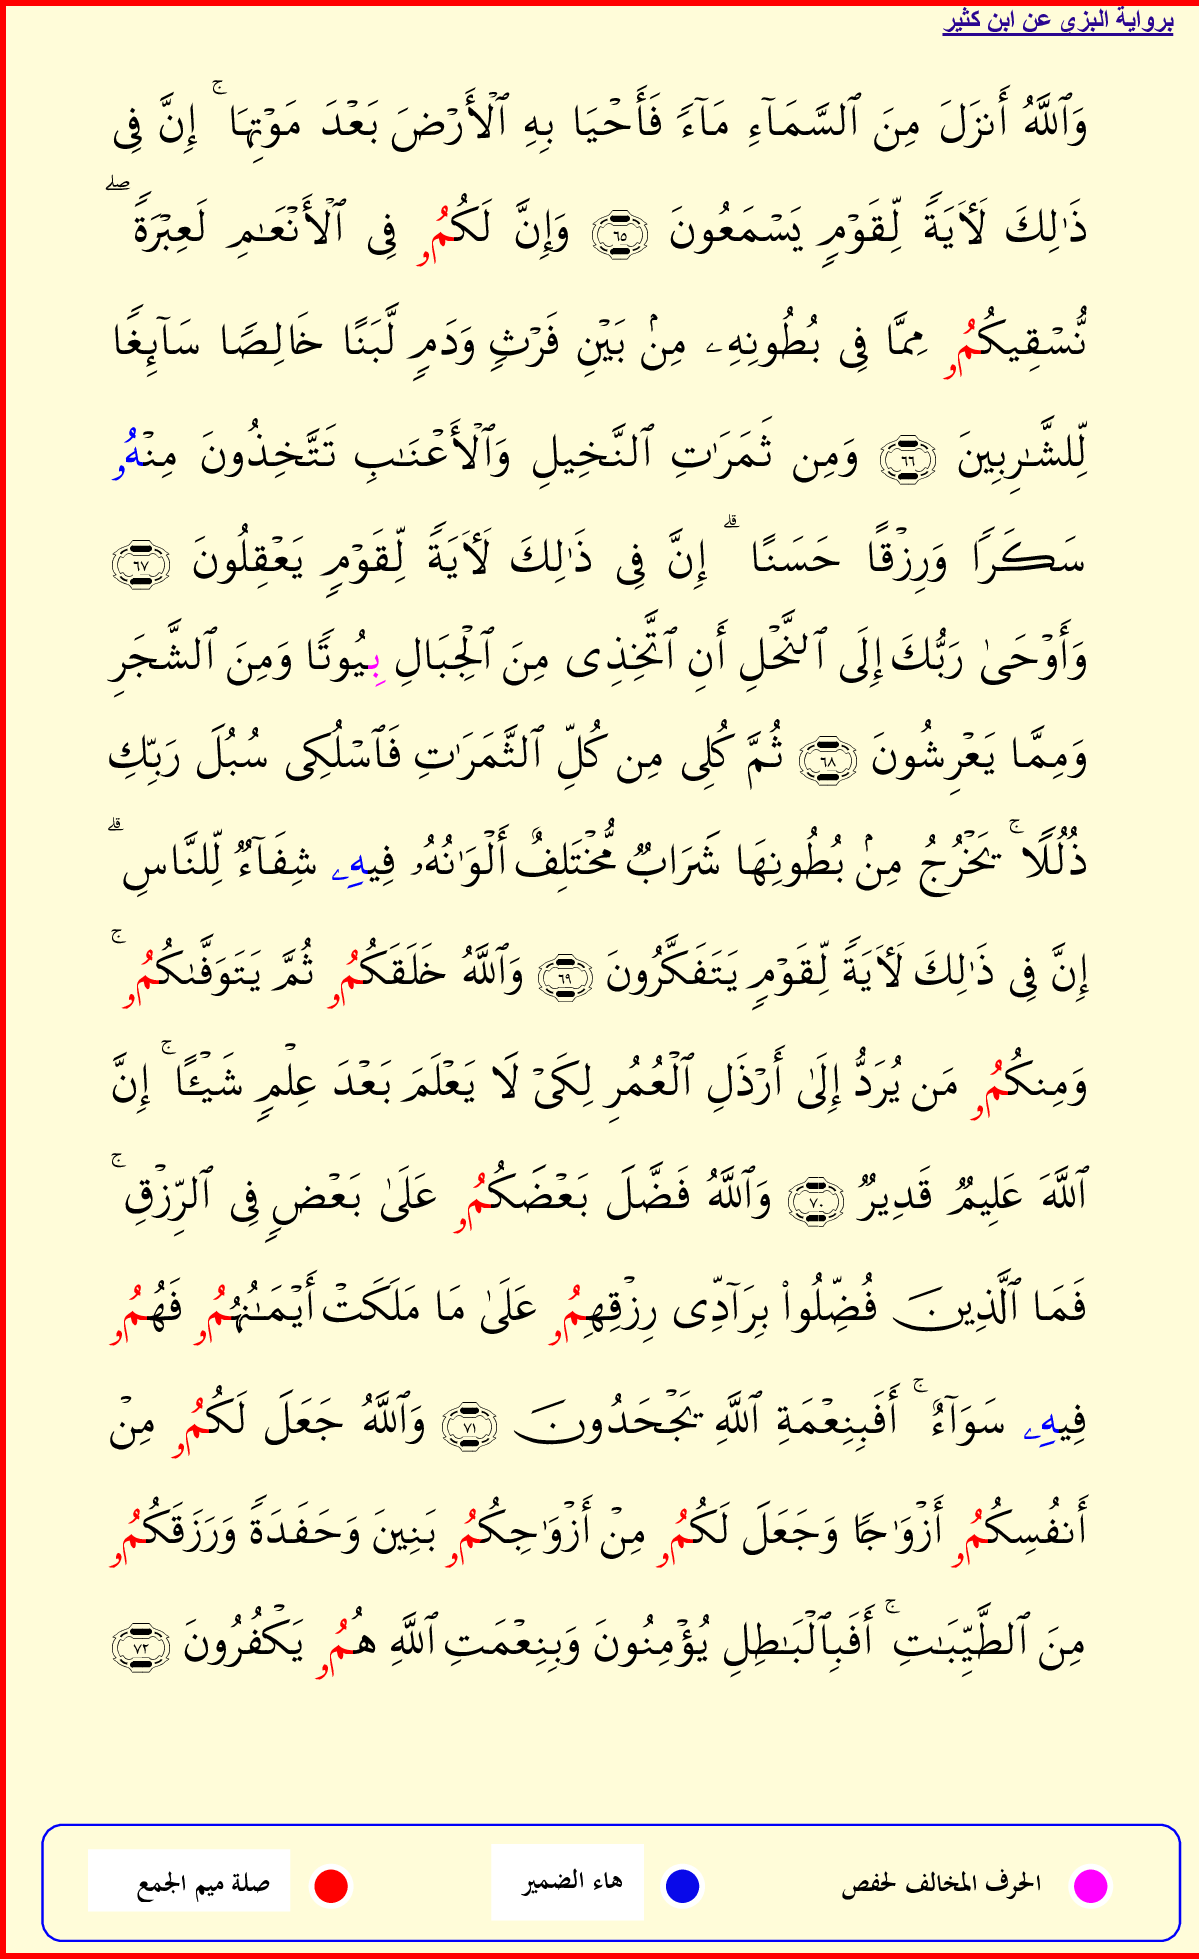 برواية البزي عن ابن كثير
وَٱللَّهُ أَنزَلَ مِنَ ٱلسَّمَآءِ مَآءٗ فَأَحۡيَا بِهِ ٱلۡأَرۡضَ بَعۡدَ مَوۡتِهَاۚ إِنَّ فِي
ذَٰلِكَ لَأٓيَةٗ لِّقَوۡمٖ يَسۡمَعُونَ ٦٥ وَإِنَّ لَكُمُۥ فِي ٱلۡأَنۡعَٰمِ لَعِبۡرَةٗۖ
نُّسۡقِيكُمُۥ مِمَّا فِي بُطُونِهِۦ مِنۢ بَيۡنِ فَرۡثٖ وَدَمٖ لَّبَنًا خَالِصٗا سَآئِغٗا
لِّلشَّٰرِبِينَ ٦٦ وَمِن ثَمَرَٰتِ ٱلنَّخِيلِ وَٱلۡأَعۡنَٰبِ تَتَّخِذُونَ مِنۡهُۥ
سَكَرٗا وَرِزۡقًا حَسَنًاۗ إِنَّ فِي ذَٰلِكَ لَأٓيَةٗ لِّقَوۡمٖ يَعۡقِلُونَ ٦٧
وَأَوۡحَىٰ رَبُّكَ إِلَى ٱلنَّحۡلِ أَنِ ٱتَّخِذِي مِنَ ٱلۡجِبَالِ بِيُوتٗا وَمِنَ ٱلشَّجَرِ
وَمِمَّا يَعۡرِشُونَ ٦٨ ثُمَّ كُلِي مِن كُلِّ ٱلثَّمَرَٰتِ فَٱسۡلُكِي سُبُلَ رَبِّكِ
ذُلُلٗاۚ يَخۡرُجُ مِنۢ بُطُونِهَا شَرَابٞ مُّخۡتَلِفٌ أَلۡوَٰنُهُۥ فِيهِۦ شِفَآءٞ لِّلنَّاسِۗ
إِنَّ فِي ذَٰلِكَ لَأٓيَةٗ لِّقَوۡمٖ يَتَفَكَّرُونَ ٦٩ وَٱللَّهُ خَلَقَكُمُۥ ثُمَّ يَتَوَفَّىٰكُمُۥۚ
وَمِنكُمُۥ مَن يُرَدُّ إِلَىٰ أَرۡذَلِ ٱلۡعُمُرِ لِكَيۡ لَا يَعۡلَمَ بَعۡدَ عِلۡمٖ شَيۡـًٔاۚ إِنَّ
ٱللَّهَ عَلِيمٞ قَدِيرٞ ٧٠ وَٱللَّهُ فَضَّلَ بَعۡضَكُمُۥ عَلَىٰ بَعۡضٖ فِي ٱلرِّزۡقِۚ
فَمَا ٱلَّذِينَ فُضِّلُواْ بِرَآدِّي رِزۡقِهِمُۥ عَلَىٰ مَا مَلَكَتۡ أَيۡمَٰنُهُمُۥ فَهُمُۥ
فِيهِۦ سَوَآءٌۚ أَفَبِنِعۡمَةِ ٱللَّهِ يَجۡحَدُونَ ٧١ وَٱللَّهُ جَعَلَ لَكُمُۥ مِنۡ
أَنفُسِكُمُۥ أَزۡوَٰجٗا وَجَعَلَ لَكُمُۥ مِنۡ أَزۡوَٰجِكُمُۥ بَنِينَ وَحَفَدَةٗ وَرَزَقَكُمُۥ
مِنَ ٱلطَّيِّبَٰتِۚ أَفَبِٱلۡبَٰطِلِ يُؤۡمِنُونَ وَبِنِعۡمَتِ ٱللَّهِ هُمُۥ يَكۡفُرُونَ ٧٢
الحرف المخالف لحفص هاء الضمير صلة ميم الجمع